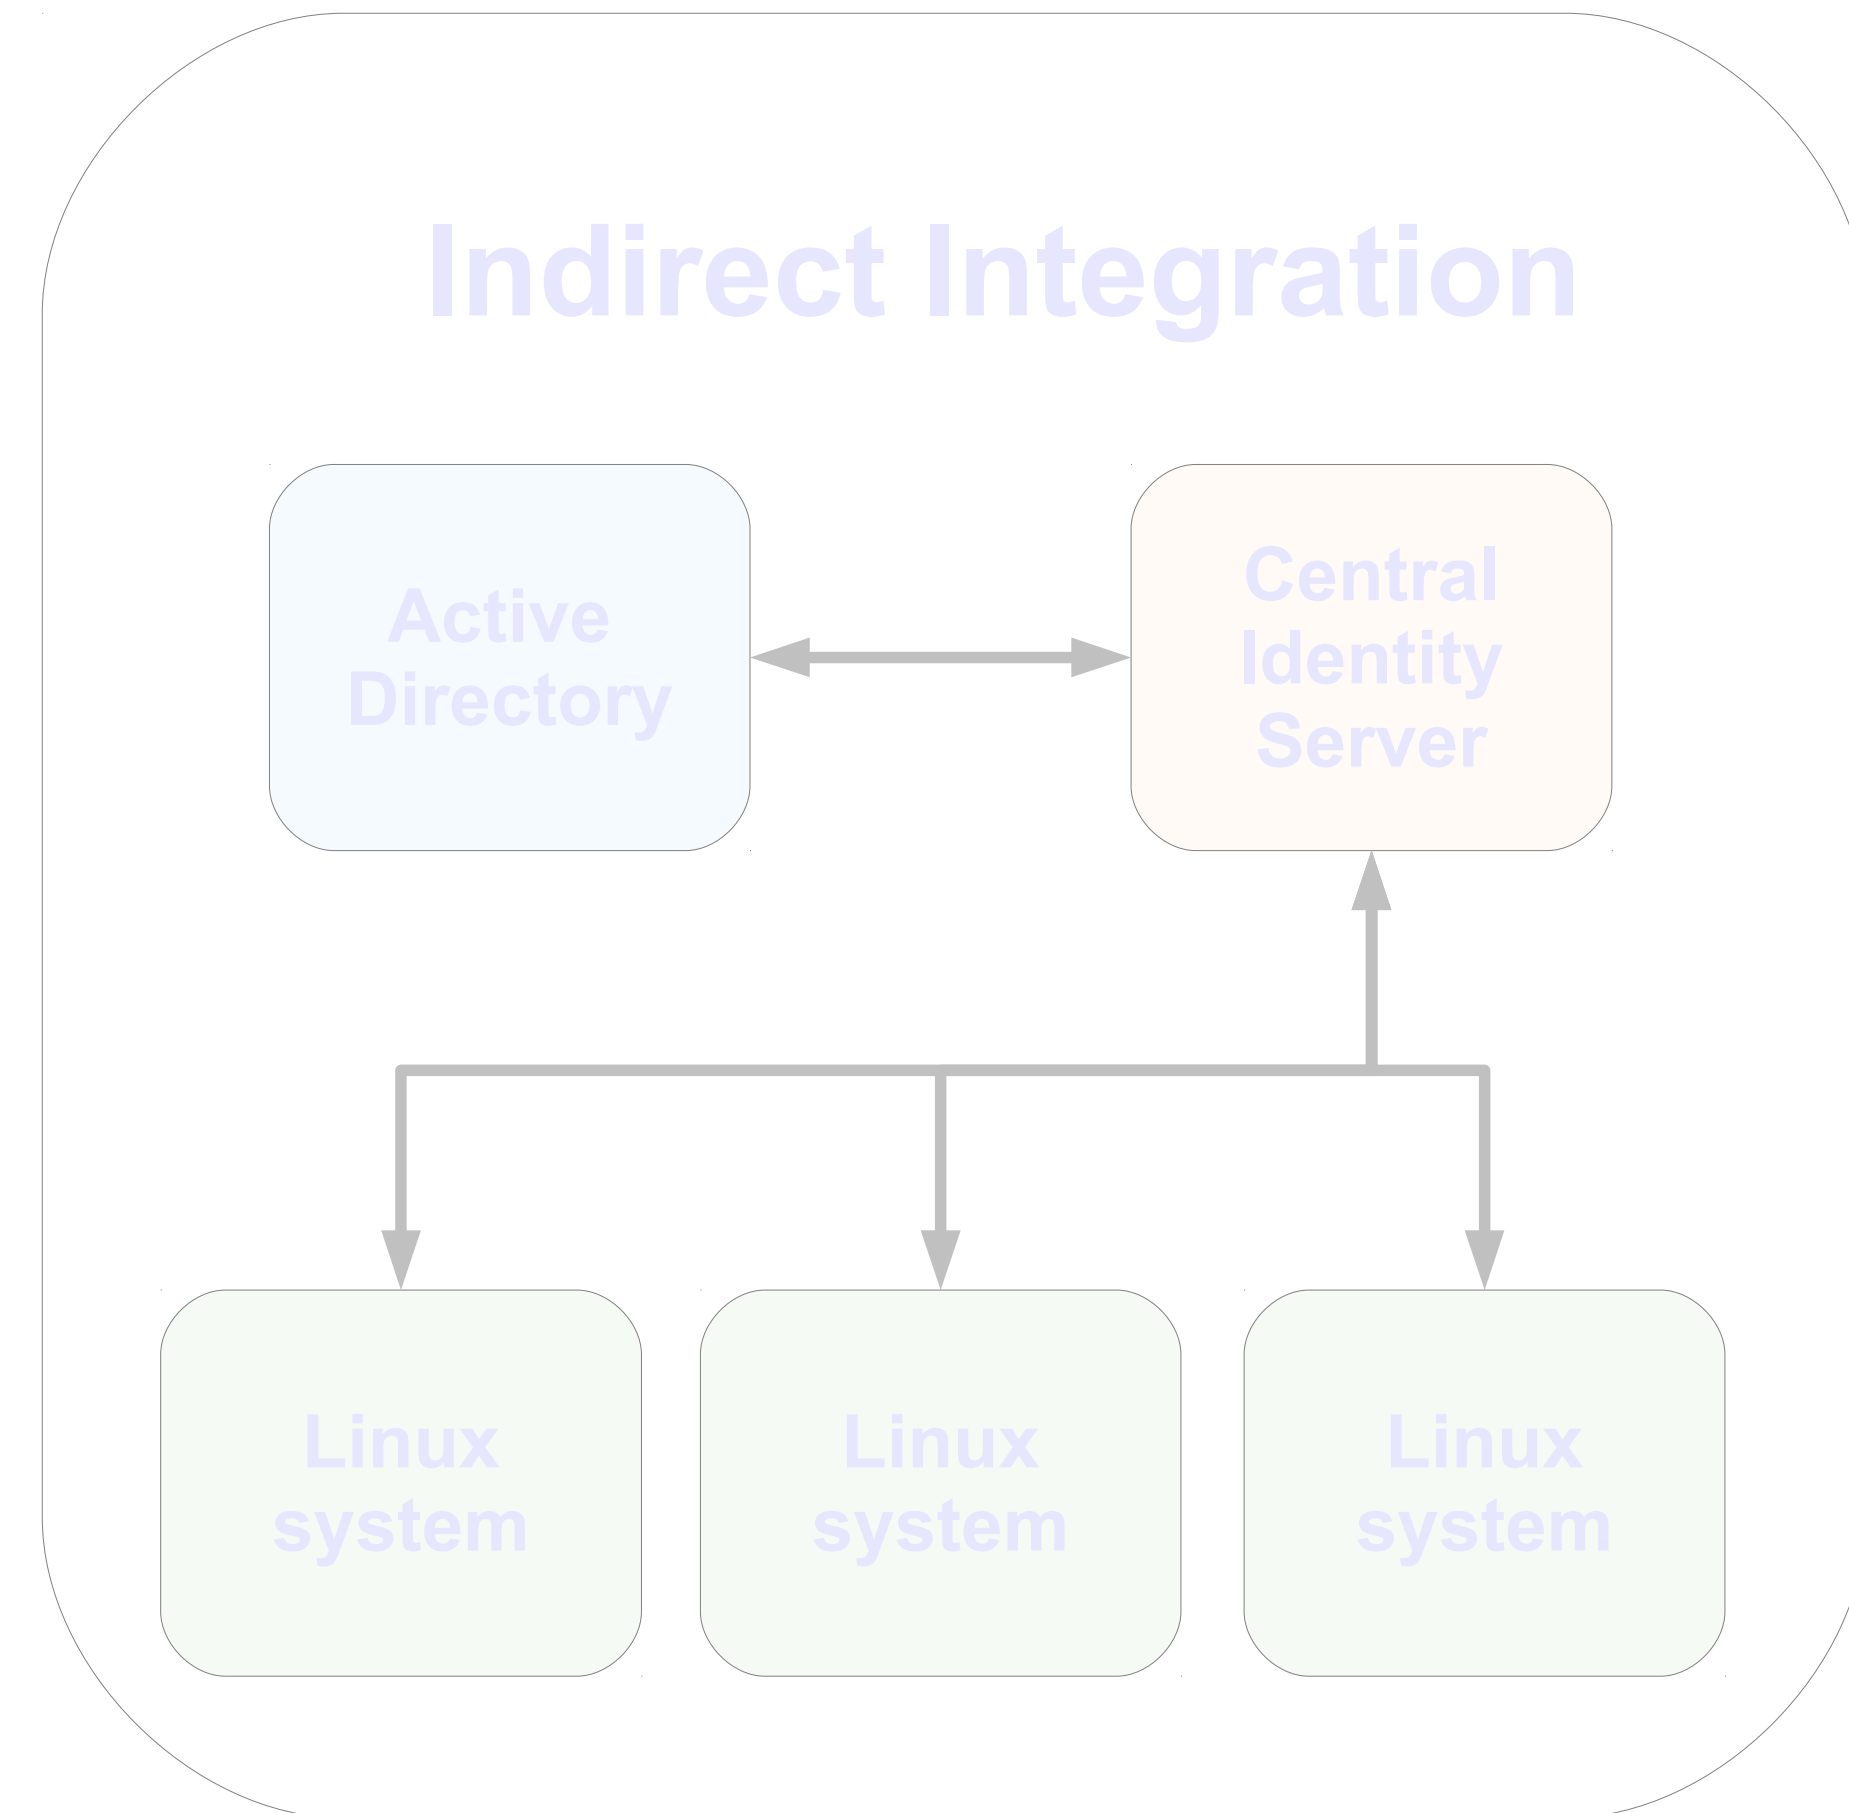 Indirect Integration
Active
Directory
Central
Identity
Server
Linux
system
Linux
system
Linux
system